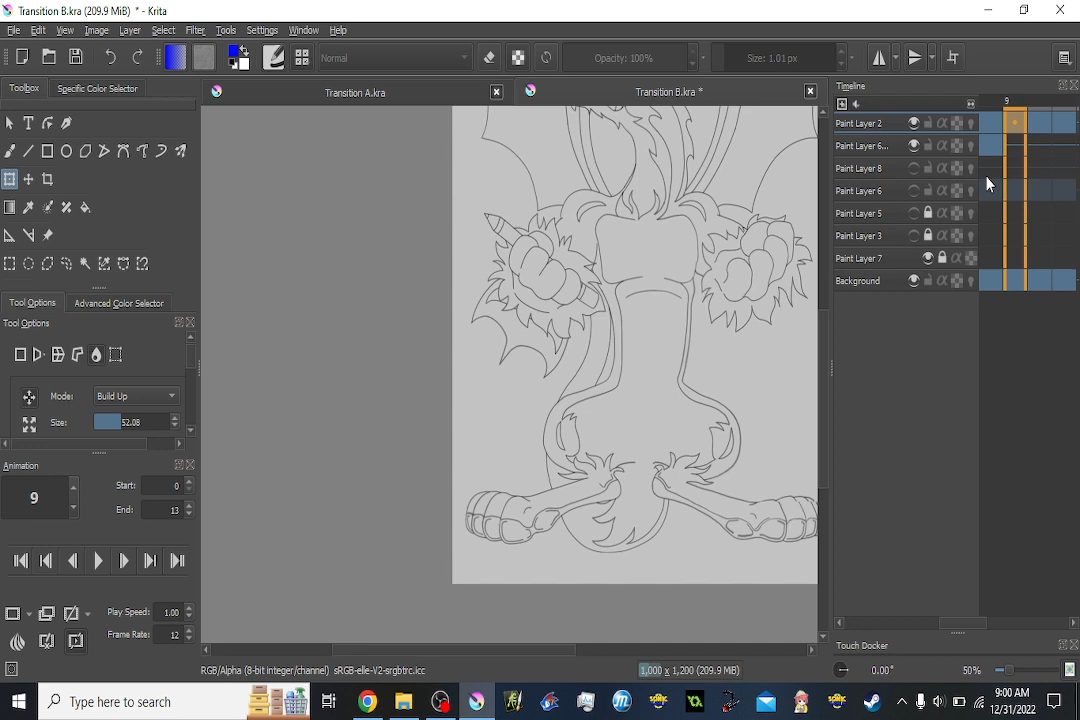 Transition B.kra (209.9 MiB) * - Krita
File Edit View Image Layer Select Filter Tools Settings Window Help
Normal Opacity: 100% Size: 1.01 px
Toolbox Specific Color Selector
Transition A.kra Transition B.kra *
Timeline
9
Paint Layer 2
Paint Layer 6...
Paint Layer 8
Paint Layer 6
Paint Layer 5
Paint Layer 3
Paint Layer 7
Background
Tool Options Advanced Color Selector
Tool Options
Mode: Build Up
Size: 52.08
Animation
9
Start: 0
End: 13
Play Speed: 1.00
Frame Rate: 12
Touch Docker
RGB/Alpha (8-bit integer/channel) sRGB-elle-V2-srgbtrc.icc
1,000 x 1,200 (209.9 MB)
0.00° 50%
Type here to search
9:00 AM
12/31/2022